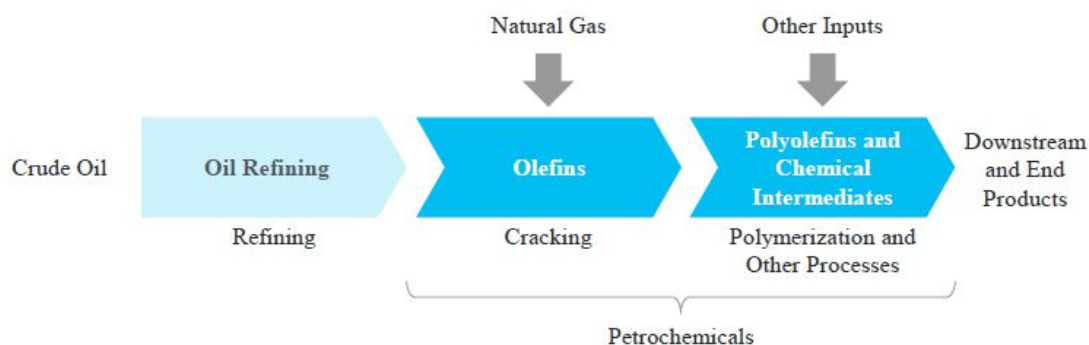 Natural Gas
Other Inputs
Crude Oil
Oil Refining
Olefins
Polyolefins and
Chemical
Intermediates
Downstream
and End
Products
Refining
Cracking
Polymerization and
Other Processes
Petrochemicals